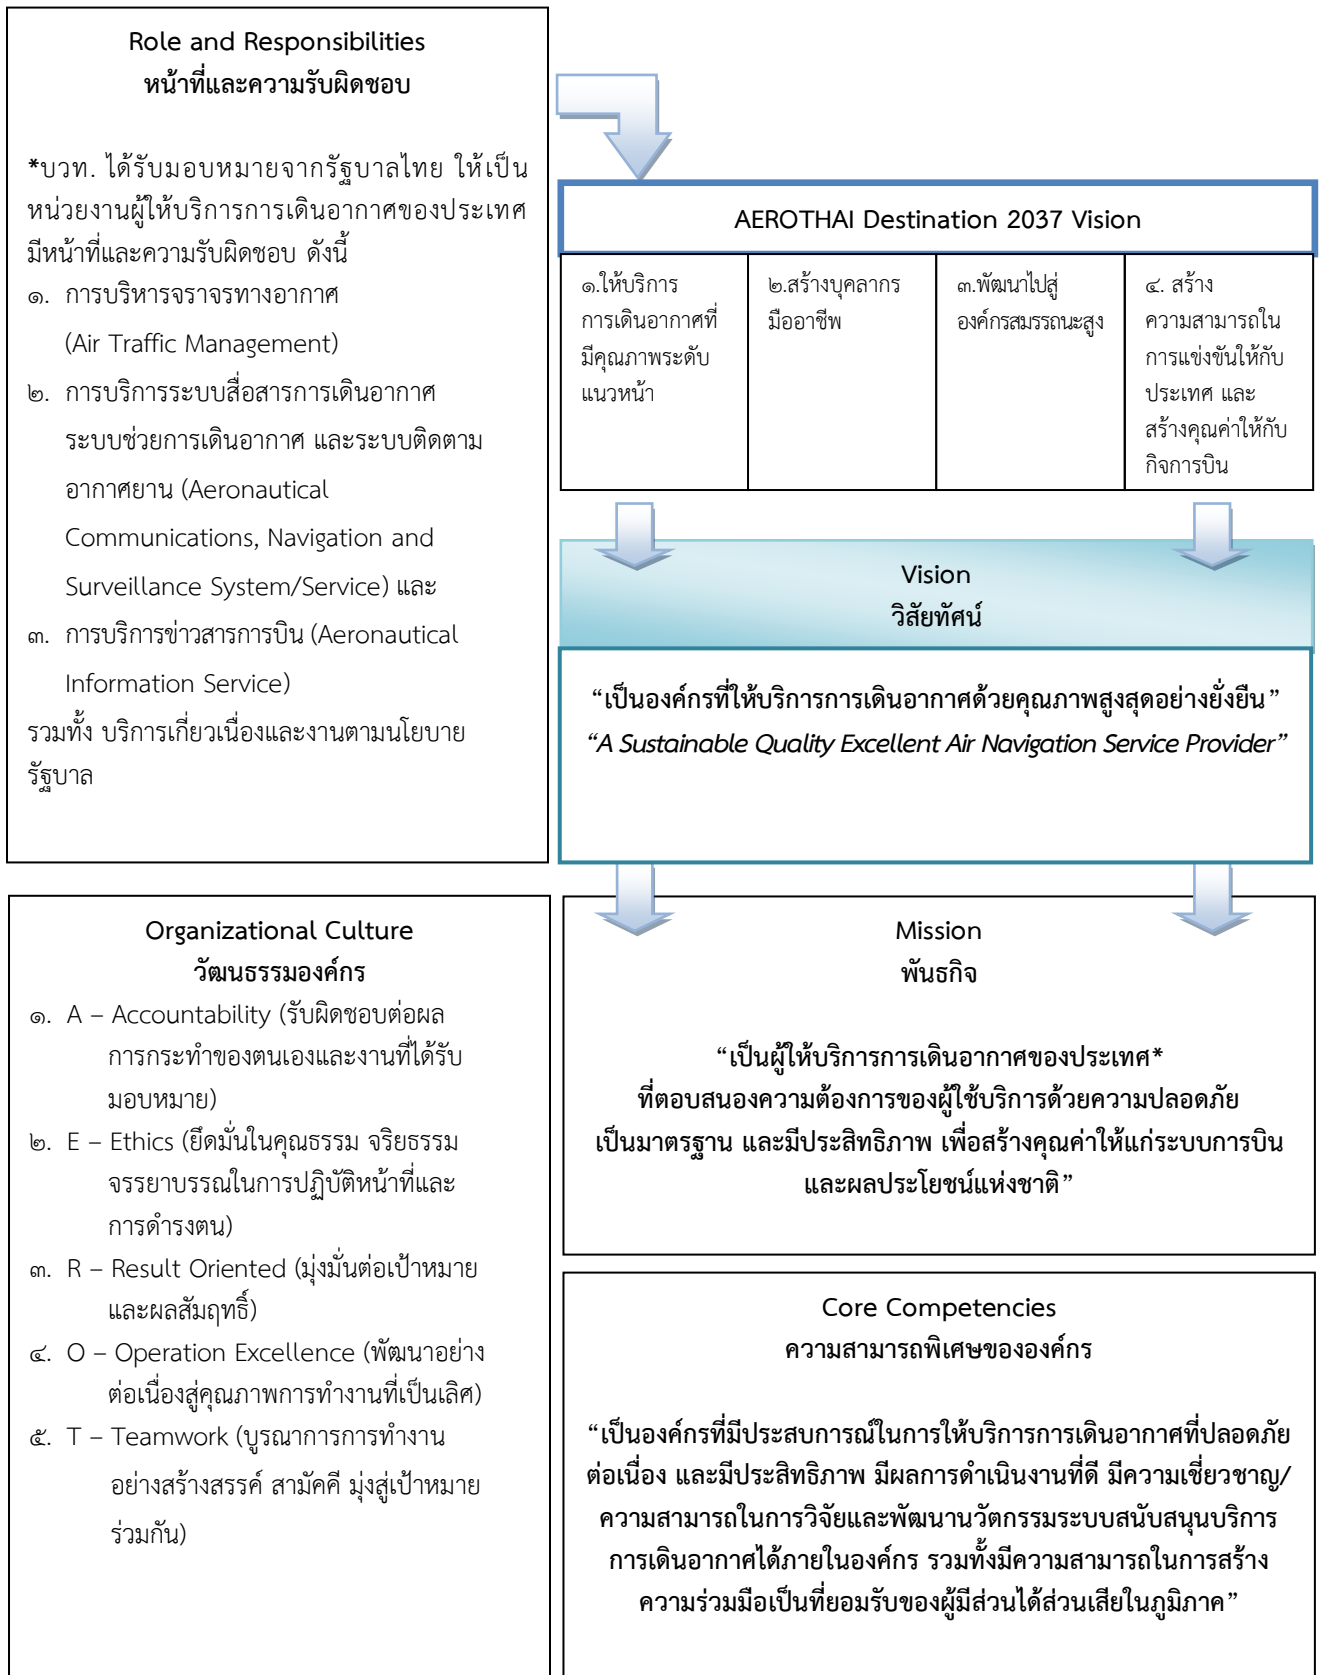 Role and Responsibilities
หน้าที่และความรับผิดชอบ
*บวท. ได้รับมอบหมายจากรัฐบาลไทย ให้เป็น
หน่วยงานผู้ให้บริการการเดินอากาศของประเทศ
มีหน้าที่และความรับผิดชอบ ดังนี้
๑. การบริหารจราจรทางอากาศ
(Air Traffic Management)
๒. การบริการระบบสื่อสารการเดินอากาศ
ระบบช่วยการเดินอากาศ และระบบติดตาม
อากาศยาน (Aeronautical
Communications, Navigation and
Surveillance System/Service) และ
๓. การบริการข่าวสารการบิน (Aeronautical
Information Service)
รวมทั้ง บริการเกี่ยวเนื่องและงานตามนโยบาย
รัฐบาล
AEROTHAI Destination 2037 Vision
๑.ให้บริการ
การเดินอากาศที่
มีคุณภาพระดับ
แนวหน้า
๒.สร้างบุคลากร
มืออาชีพ
๓.พัฒนาไปสู่
องค์กรสมรรถนะสูง
๔. สร้าง
ความสามารถใน
การแข่งขันให้กับ
ประเทศ และ
สร้างคุณค่าให้กับ
กิจการบิน
Vision
วิสัยทัศน์
“เป็นองค์กรที่ให้บริการการเดินอากาศด้วยคุณภาพสูงสุดอย่างยั่งยืน”
“A Sustainable Quality Excellent Air Navigation Service Provider”
Organizational Culture
วัฒนธรรมองค์กร
๑. A – Accountability (รับผิดชอบต่อผล
การกระทำของตนเองและงานที่ได้รับ
มอบหมาย)
๒. E – Ethics (ยึดมั่นในคุณธรรม จริยธรรม
จรรยาบรรณในการปฏิบัติหน้าที่และ
การดำรงตน)
๓. R – Result Oriented (มุ่งมั่นต่อเป้าหมาย
และผลสัมฤทธิ์)
๔. O – Operation Excellence (พัฒนาอย่าง
ต่อเนื่องสู่คุณภาพการทำงานที่เป็นเลิศ)
๕. T – Teamwork (บูรณาการการทำงาน
อย่างสร้างสรรค์ สามัคคี มุ่งสู่เป้าหมาย
ร่วมกัน)
Mission
พันธกิจ
“เป็นผู้ให้บริการการเดินอากาศของประเทศ*
ที่ตอบสนองความต้องการของผู้ใช้บริการด้วยความปลอดภัย
เป็นมาตรฐาน และมีประสิทธิภาพ เพื่อสร้างคุณค่าให้แก่ระบบการบิน
และผลประโยชน์แห่งชาติ”
Core Competencies
ความสามารถพิเศษขององค์กร
“เป็นองค์กรที่มีประสบการณ์ในการให้บริการการเดินอากาศที่ปลอดภัย
ต่อเนื่อง และมีประสิทธิภาพ มีผลการดำเนินงานที่ดี มีความเชี่ยวชาญ/
ความสามารถในการวิจัยและพัฒนานวัตกรรมระบบสนับสนุนบริการ
การเดินอากาศได้ภายในองค์กร รวมทั้งมีความสามารถในการสร้าง
ความร่วมมือเป็นที่ยอมรับของผู้มีส่วนได้ส่วนเสียในภูมิภาค”